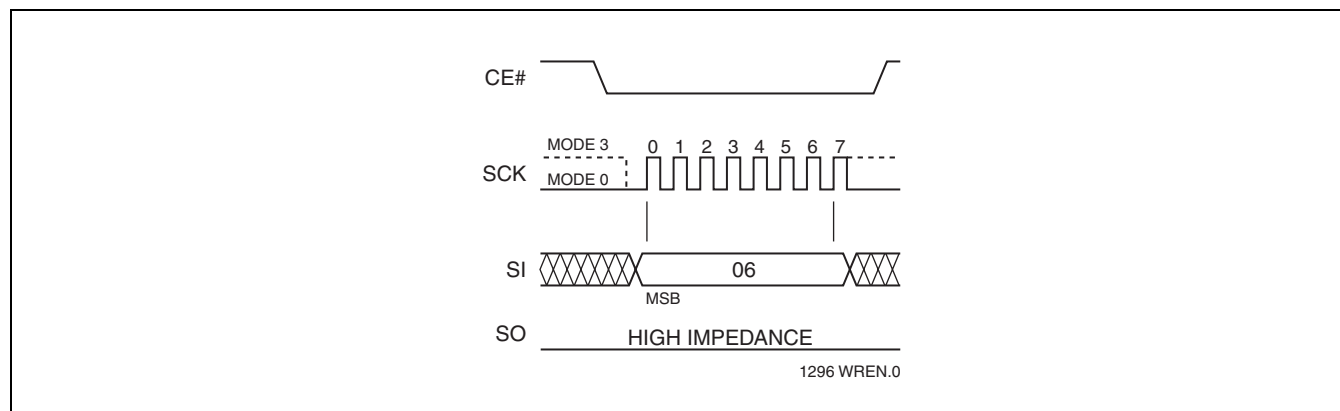 CE#
MODE 3
0 1 2 3 4 5 6 7
SCK
MODE 0
SI
06
MSB
SO
HIGH IMPEDANCE
1296 WREN.0